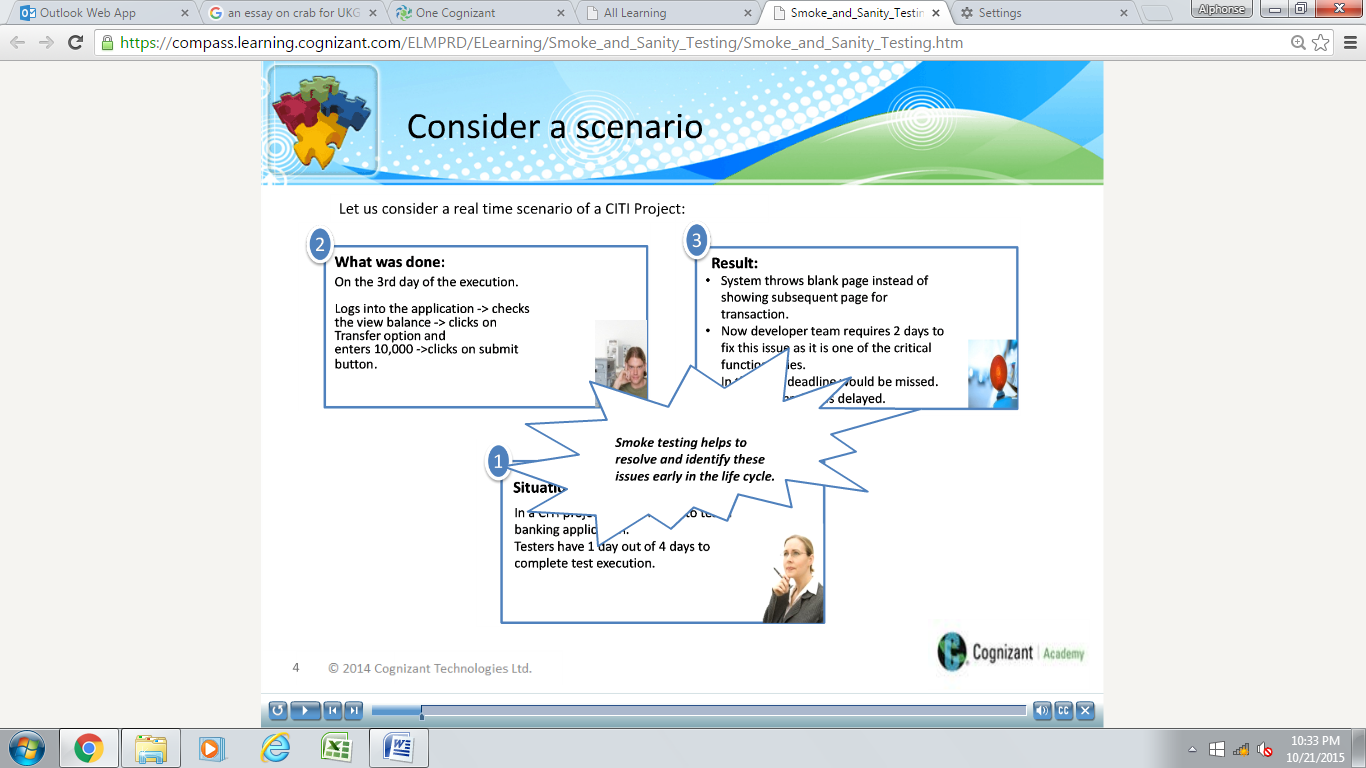 Outlook Web App
an essay on crab for UKG
One Cognizant
All Learning
Smoke_and_Sanity_Testin
Settings
Alphonse
https://compass.learning.cognizant.com/ELMPRD/ELearning/Smoke_and_Sanity_Testing/Smoke_and_Sanity_Testing.htm
Consider a scenario
Let us consider a real time scenario of a CITI Project:
2
What was done:
On the 3rd day of the execution.
Logs into the application -> checks
the view balance -> clicks on
Transfer option and
enters 10,000 ->clicks on submit
button.
3
Result:
• System throws blank page instead of
showing subsequent page for
transaction.
• Now developer team requires 2 days to
fix this issue as it is one of the critical
deadline would be missed.
delayed.
Smoke testing helps to
resolve and identify these
issues early in the life cycle.
1
In a CITI
banking
Testers have 1 day out of 4 days to
complete test execution.
4 © 2014 Cognizant Technologies Ltd.
Cognizant | Academy
CC
10:33 PM
10/21/2015